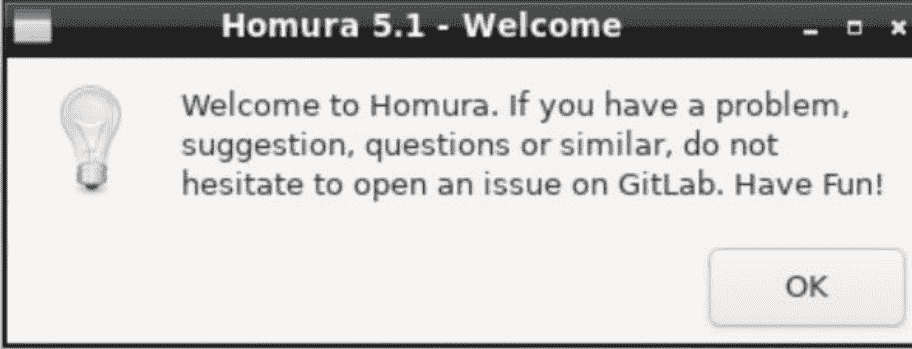 Homura 5.1 - Welcome
Welcome to Homura. If you have a problem,
suggestion, questions or similar, do not
hesitate to open an issue on GitLab. Have Fun!
OK